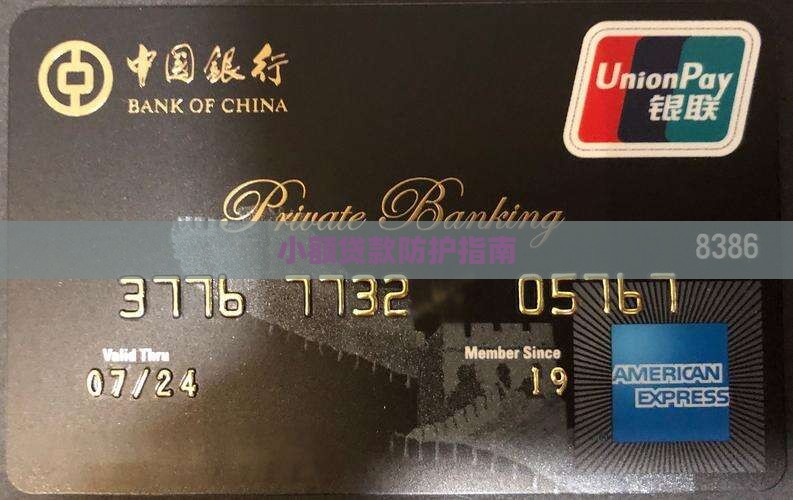 中国銀行
BANK OF CHINA
UnionPay
银联
Private Banking
小额贷款防护指南
8386
3776 7732 05767
Valid Thru
07/24
Member Since
19
AMERICAN
EXPRESS